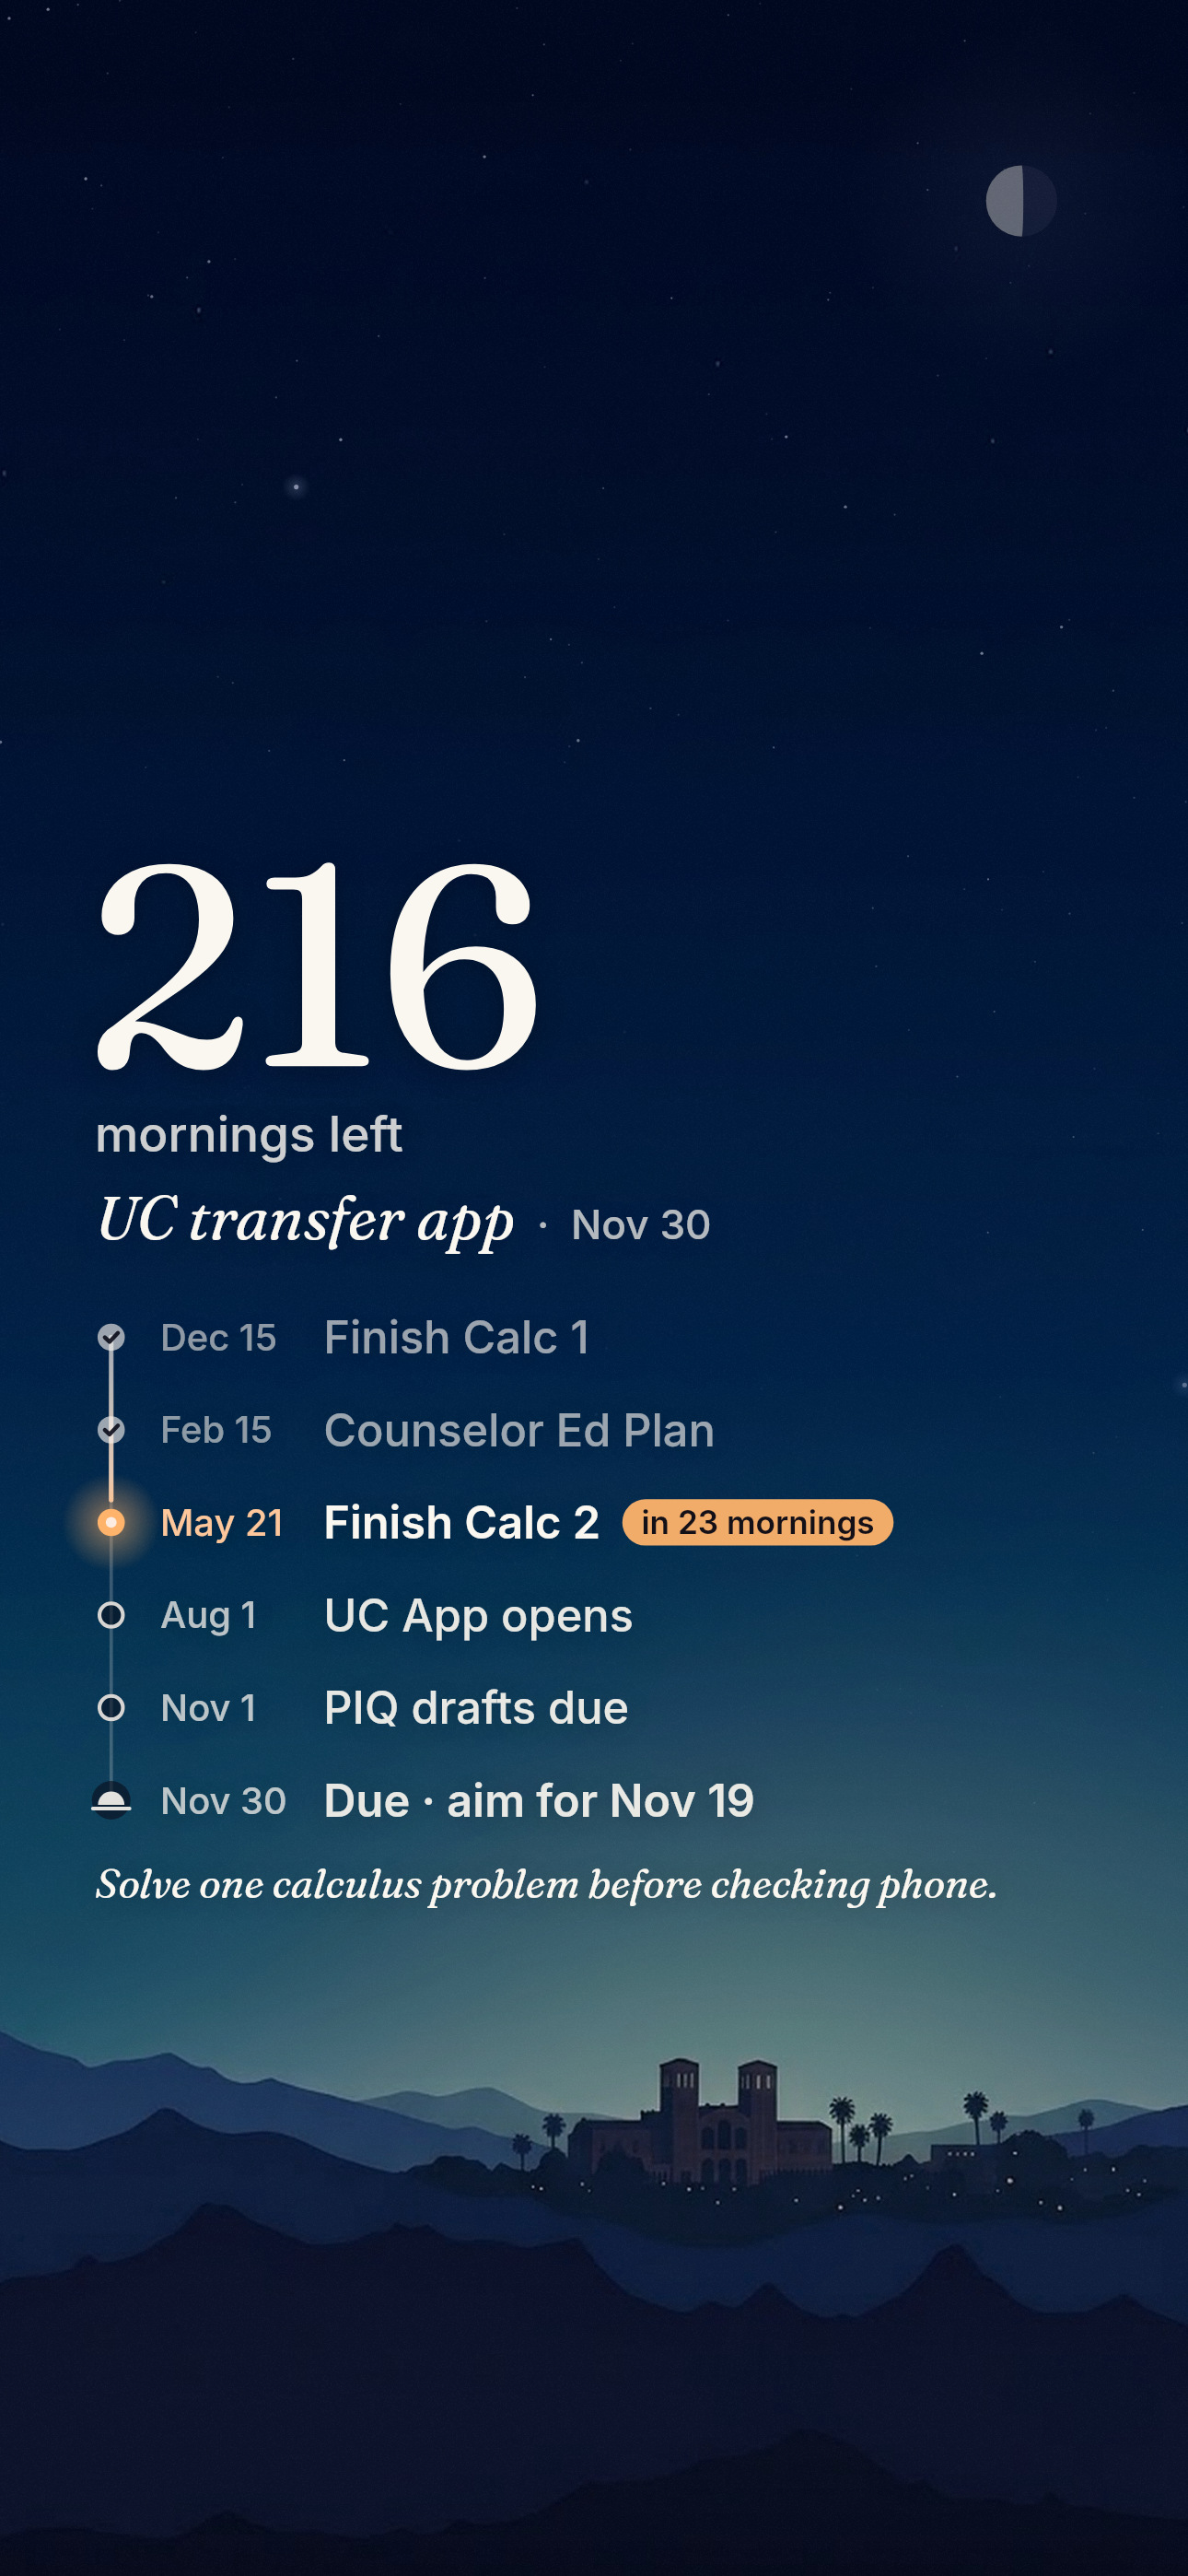 216
mornings left
UC transfer app · Nov 30
Dec 15 Finish Calc 1
Feb 15 Counselor Ed Plan
May 21 Finish Calc 2 in 23 mornings
Aug 1 UC App opens
Nov 1 PIQ drafts due
Nov 30 Due · aim for Nov 19
Solve one calculus problem before checking phone.